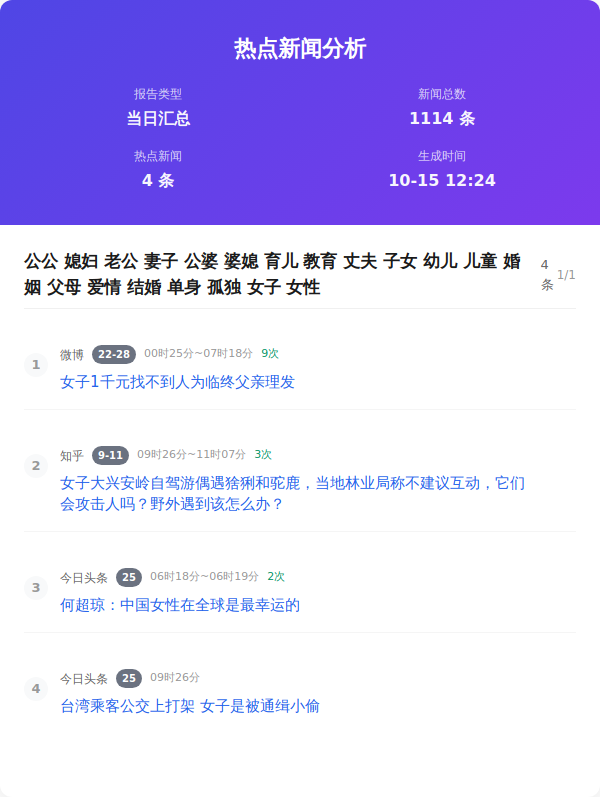 热点新闻分析
报告类型
新闻总数
当日汇总
1114 条
热点新闻
生成时间
4 条
10-15 12:24
公公 媳妇 老公 妻子 公婆 婆媳 育儿 教育 丈夫 子女 幼儿 儿童 婚
姻 父母 爱情 结婚 单身 孤独 女子 女性
4
条
1/1
1
微博 22-28 00时25分~07时18分 9次
女子1千元找不到人为临终父亲理发
2
知乎 9-11 09时26分~11时07分 3次
女子大兴安岭自驾游偶遇猞猁和驼鹿，当地林业局称不建议互动，它们
会攻击人吗？野外遇到该怎么办？
3
今日头条 25 06时18分~06时19分 2次
何超琼：中国女性在全球是最幸运的
4
今日头条 25 09时26分
台湾乘客公交上打架 女子是被通缉小偷